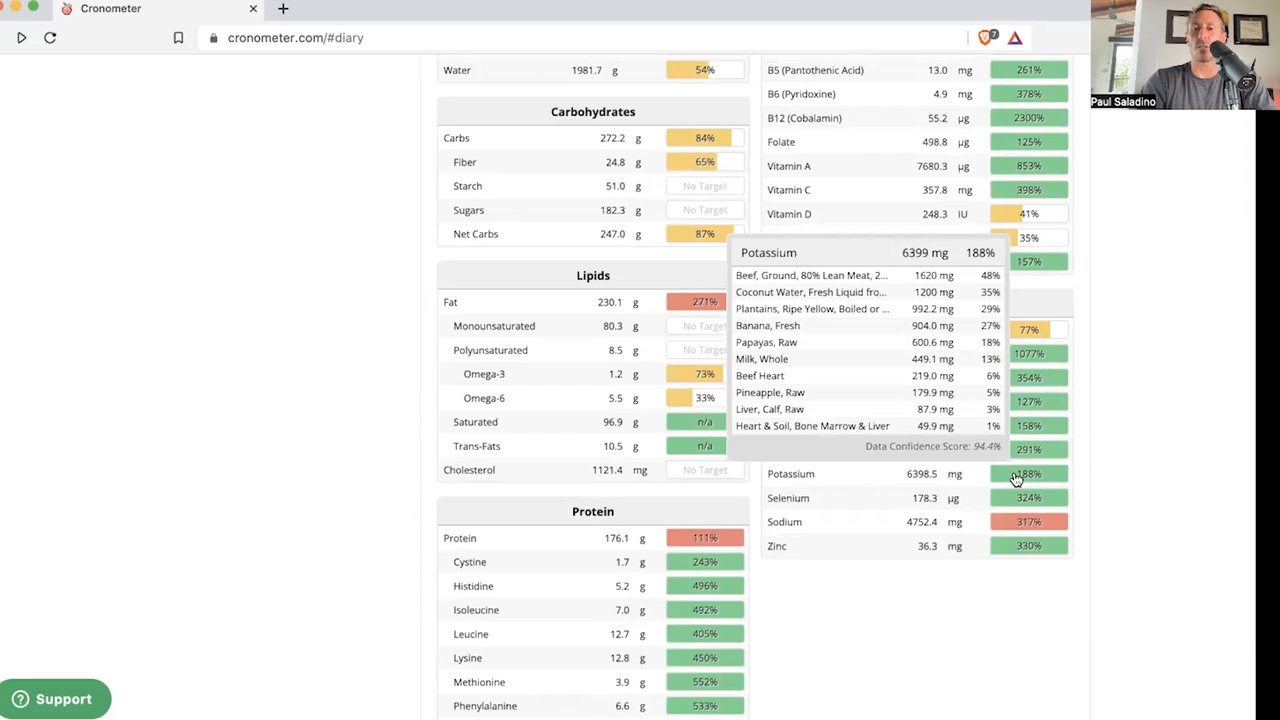 Cronometer
cronometer.com/#diary
7
Paul Saladino
Water 1981.7 g 54%
Carbohydrates
Carbs 272.2 g 84%
Fiber 24.8 g 65%
Starch 51.0 g No Target
Sugars 182.3 g No Target
Net Carbs 247.0 g 87%
Lipids
Fat 230.1 g 271%
Monounsaturated 80.3 g No Target
Polyunsaturated 8.5 g No Target
Omega-3 1.2 g 73%
Omega-6 5.5 g 33%
Saturated 96.9 g n/a
Trans-Fats 10.5 g n/a
Cholesterol 1121.4 mg No Target
Protein
Protein 176.1 g 111%
Cystine 1.7 g 243%
Histidine 5.2 g 496%
Isoleucine 7.0 g 492%
Leucine 12.7 g 405%
Lysine 12.8 g 450%
Methionine 3.9 g 552%
Phenylalanine 6.6 g 533%
B5 (Pantothenic Acid) 13.0 mg 261%
B6 (Pyridoxine) 4.9 mg 378%
B12 (Cobalamin) 55.2 µg 2300%
Folate 498.8 µg 125%
Vitamin A 7680.3 µg 853%
Vitamin C 357.8 mg 398%
Vitamin D 248.3 IU 41%
35%
157%
Potassium 6399 mg 188%
Beef, Ground, 80% Lean Meat, 2... 1620 mg 48%
Coconut Water, Fresh Liquid fro... 1200 mg 35%
Plantains, Ripe Yellow, Boiled or ... 992.2 mg 29%
Banana, Fresh 904.0 mg 27%
Papayas, Raw 600.6 mg 18%
Milk, Whole 449.1 mg 13%
Beef Heart 219.0 mg 6%
Pineapple, Raw 179.9 mg 5%
Liver, Calf, Raw 87.9 mg 3%
Heart & Soil, Bone Marrow & Liver 49.9 mg 1%
Data Confidence Score: 94.4%
77%
1077%
354%
127%
158%
291%
Potassium 6398.5 mg 188%
Selenium 178.3 µg 324%
Sodium 4752.4 mg 317%
Zinc 36.3 mg 330%
Support